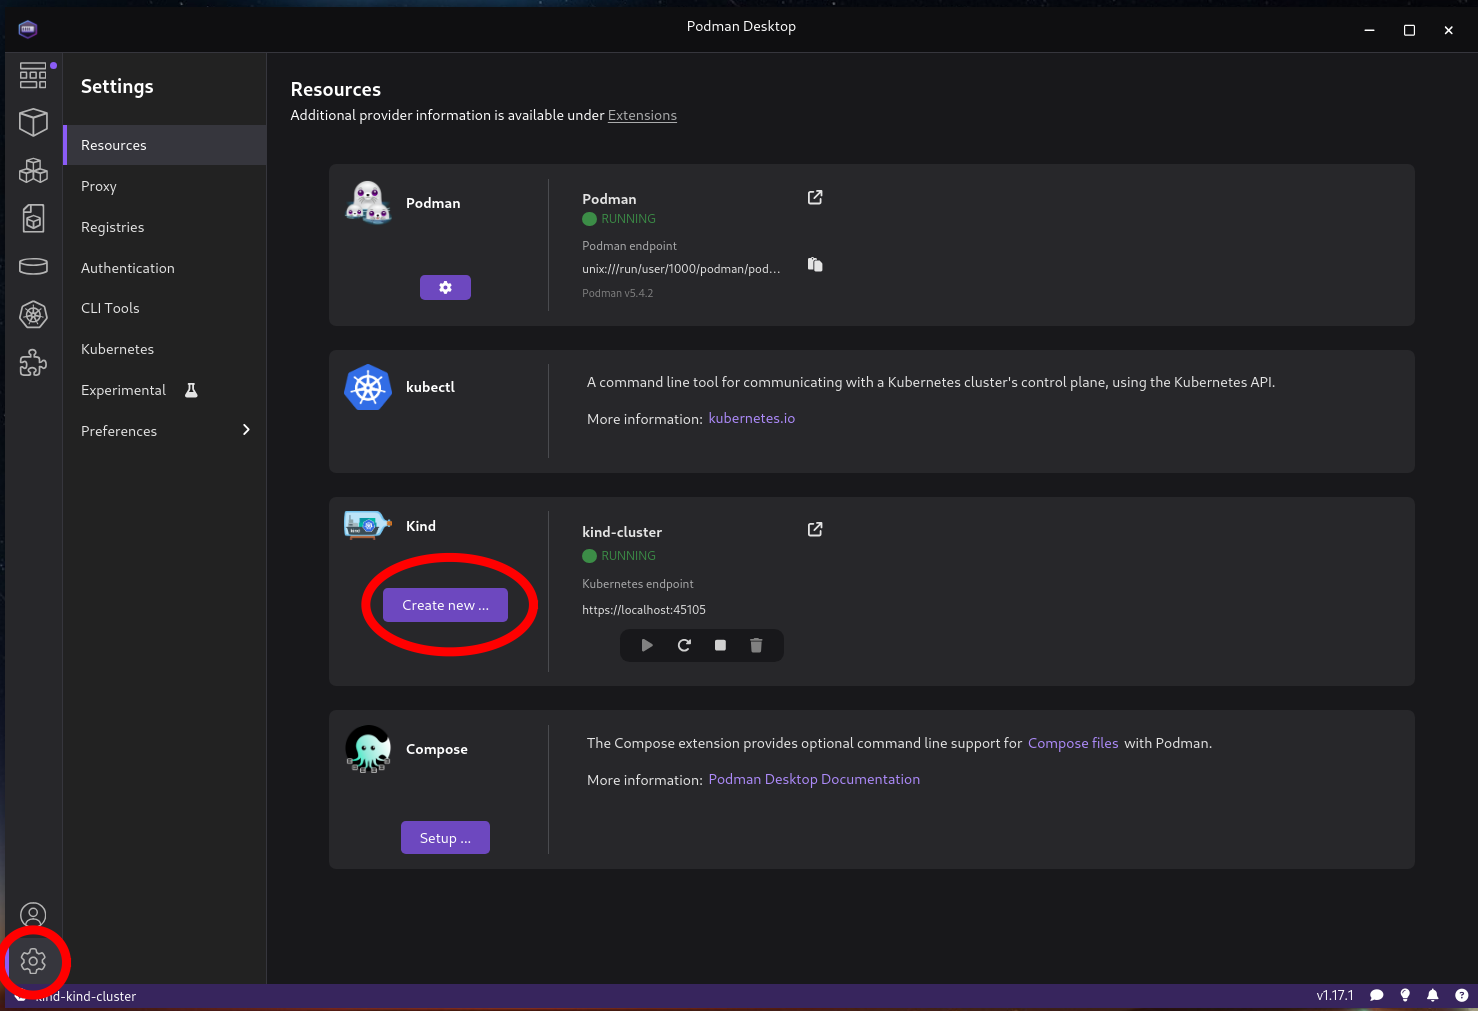 Podman Desktop
Settings
Resources
Proxy
Registries
Authentication
CLI Tools
Kubernetes
Experimental
Preferences
Resources
Additional provider information is available under Extensions
Podman
Podman
RUNNING
Podman endpoint
unix:///run/user/1000/podman/pod...
Podman v5.4.2
kubectl
A command line tool for communicating with a Kubernetes cluster's control plane, using the Kubernetes API.
More information: kubernetes.io
Kind
Create new ...
kind-cluster
RUNNING
Kubernetes endpoint
https://localhost:45105
Compose
Setup ...
The Compose extension provides optional command line support for Compose files with Podman.
More information: Podman Desktop Documentation
kind-kind-cluster
v1.17.1